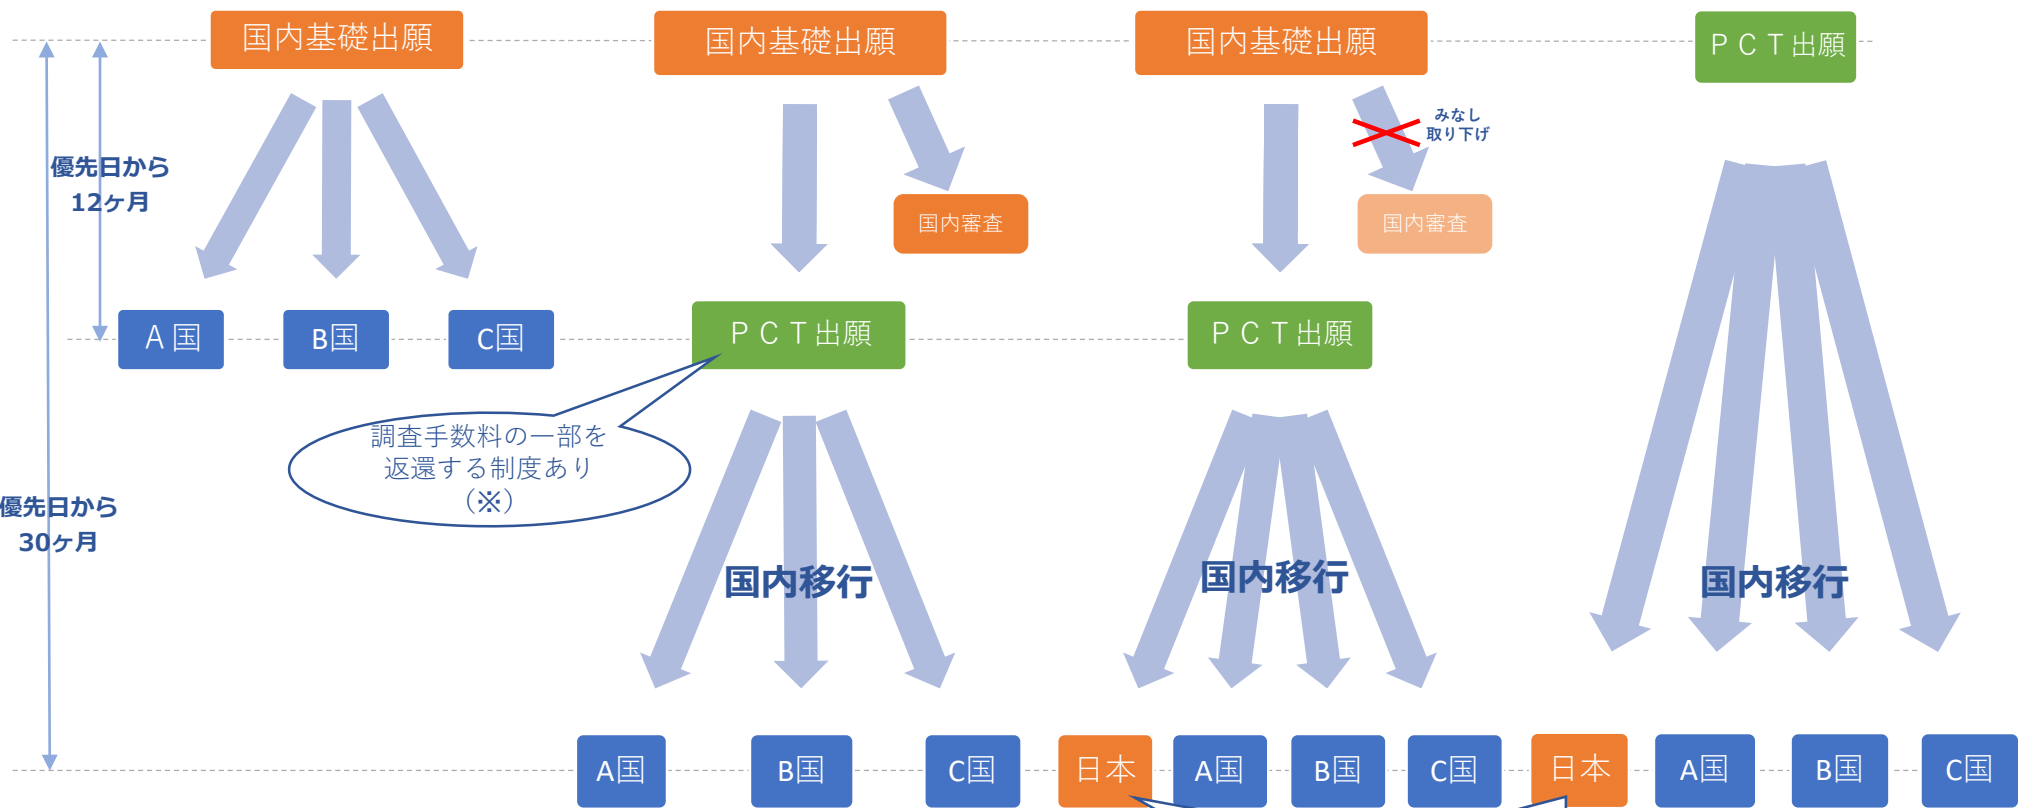 国内基礎出願
国内基礎出願
国内基礎出願
ＰＣＴ出願
みなし
取り下げ
優先日から
12ヶ月
国内審査
国内審査
Ａ国
B国
C国
ＰＣＴ出願
ＰＣＴ出願
調査手数料の一部を
返還する制度あり
（※）
優先日から
30ヶ月
国内移行
国内移行
国内移行
A国
B国
C国
日本
A国
B国
C国
日本
A国
B国
C国